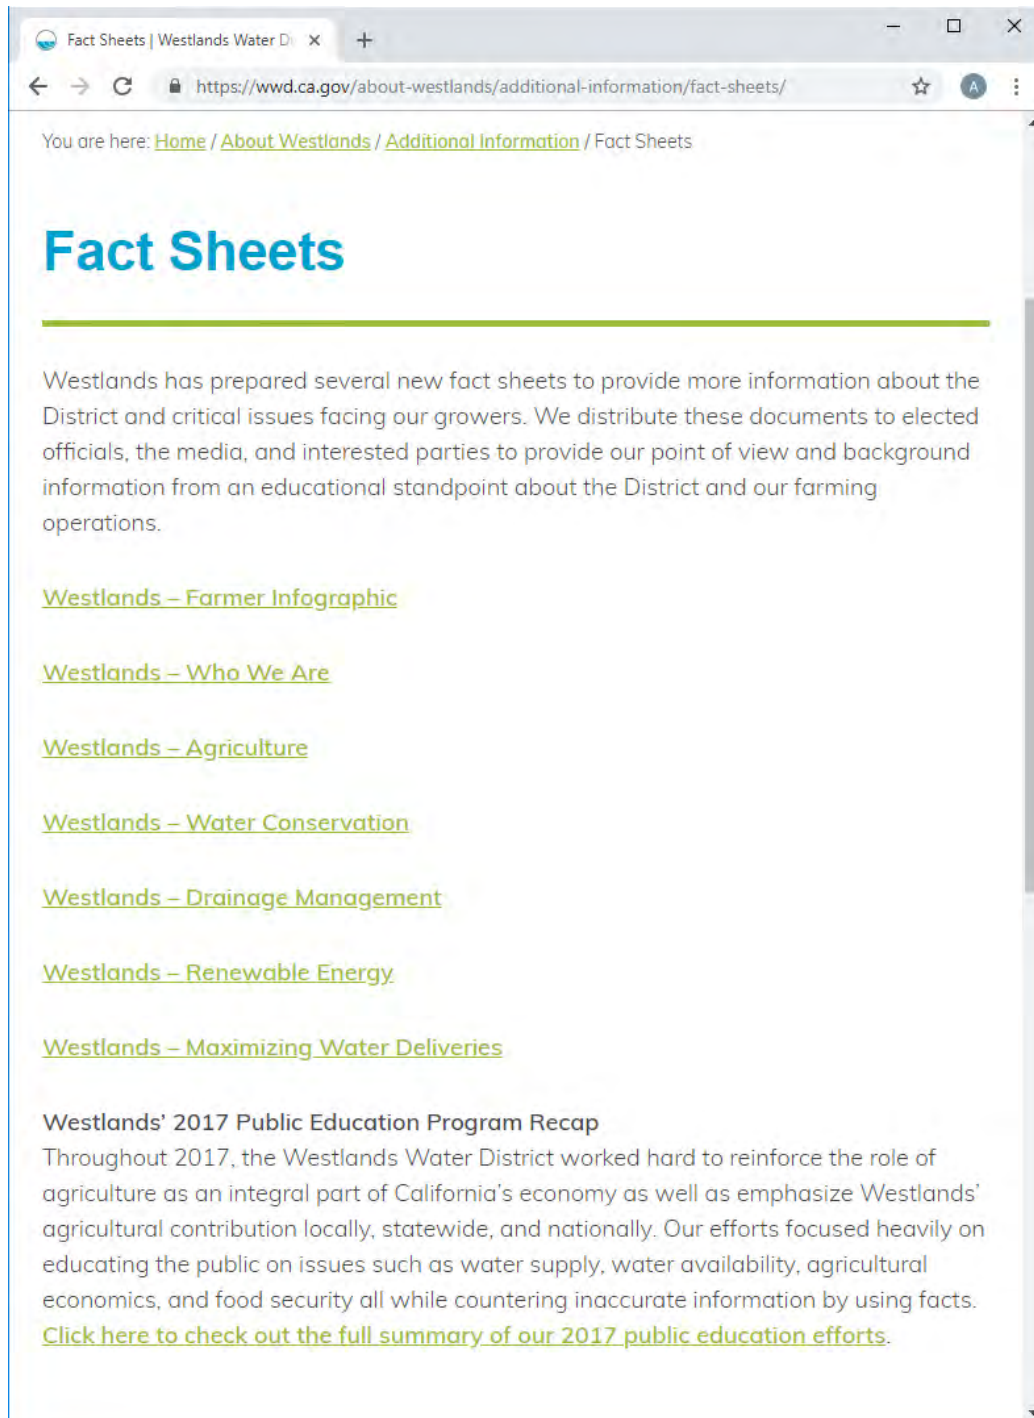 Fact Sheets | Westlands Water D
https://wwd.ca.gov/about-westlands/additional-information/fact-sheets/
A
You are here: Home / About Westlands / Additional Information / Fact Sheets
Fact Sheets
Westlands has prepared several new fact sheets to provide more information about the
District and critical issues facing our growers. We distribute these documents to elected
officials, the media, and interested parties to provide our point of view and background
information from an educational standpoint about the District and our farming
operations.
Westlands – Farmer Infographic
Westlands – Who We Are
Westlands – Agriculture
Westlands – Water Conservation
Westlands – Drainage Management
Westlands – Renewable Energy
Westlands – Maximizing Water Deliveries
Westlands’ 2017 Public Education Program Recap
Throughout 2017, the Westlands Water District worked hard to reinforce the role of
agriculture as an integral part of California’s economy as well as emphasize Westlands’
agricultural contribution locally, statewide, and nationally. Our efforts focused heavily on
educating the public on issues such as water supply, water availability, agricultural
economics, and food security all while countering inaccurate information by using facts.
Click here to check out the full summary of our 2017 public education efforts.